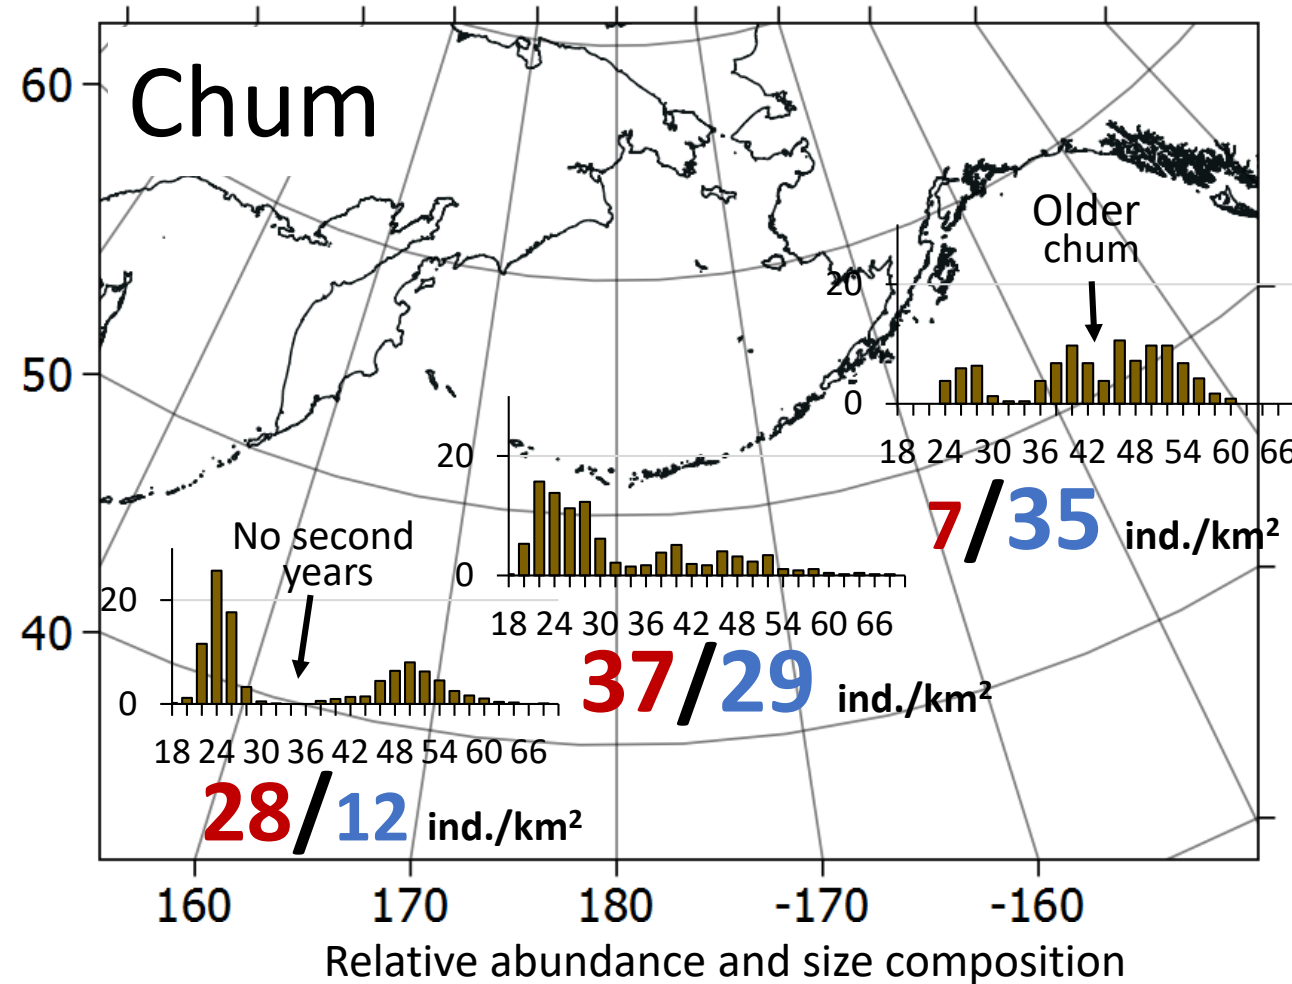 60
Chum
Older
chum
20
0
18 24 30 36 42 48 54 60 66
7/35 ind./km²
50
20
0
18 24 30 36 42 48 54 60 66
37/29 ind./km²
No second
years
20
0
18 24 30 36 42 48 54 60 66
28/12 ind./km²
40
160 170 180 -170 -160
Relative abundance and size composition